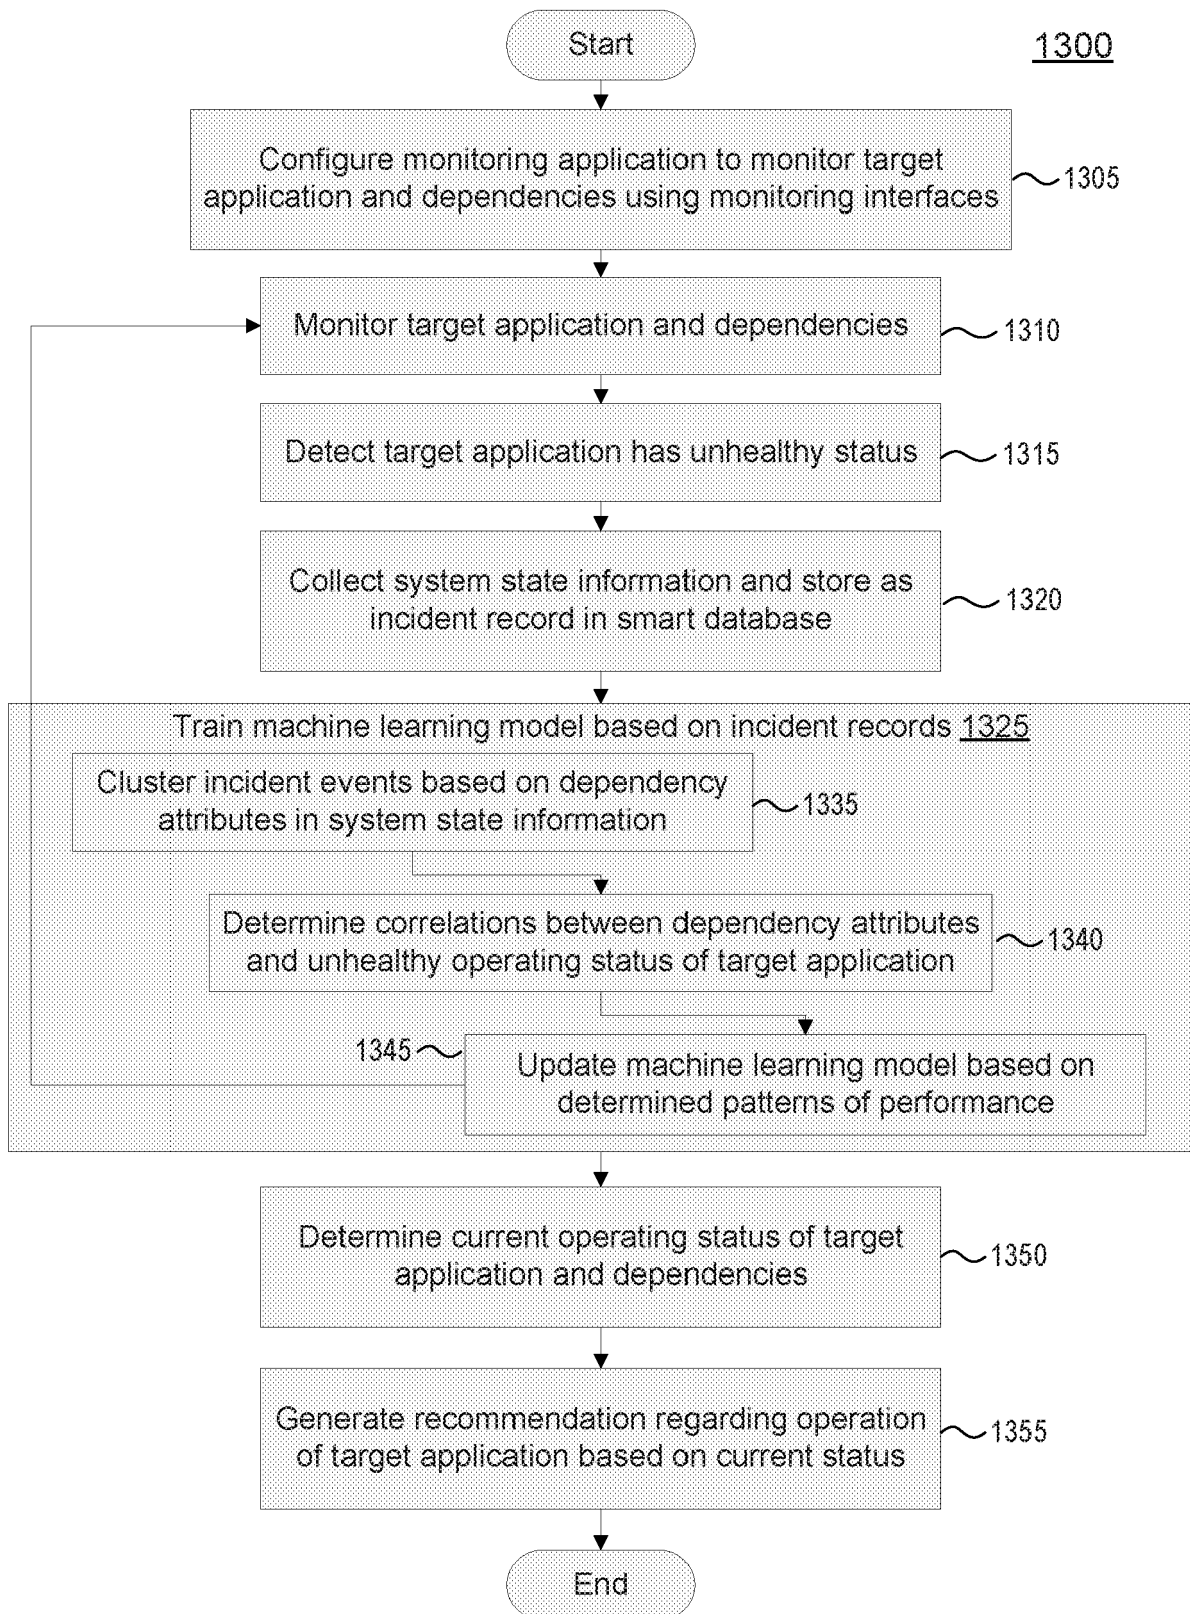 Start
1300
Configure monitoring application to monitor target
application and dependencies using monitoring interfaces
1305
Monitor target application and dependencies
1310
Detect target application has unhealthy status
1315
Collect system state information and store as
incident record in smart database
1320
Train machine learning model based on incident records 1325
Cluster incident events based on dependency
attributes in system state information
1335
Determine correlations between dependency attributes
and unhealthy operating status of target application
1340
1345
Update machine learning model based on
determined patterns of performance
Determine current operating status of target
application and dependencies
1350
Generate recommendation regarding operation
of target application based on current status
1355
End